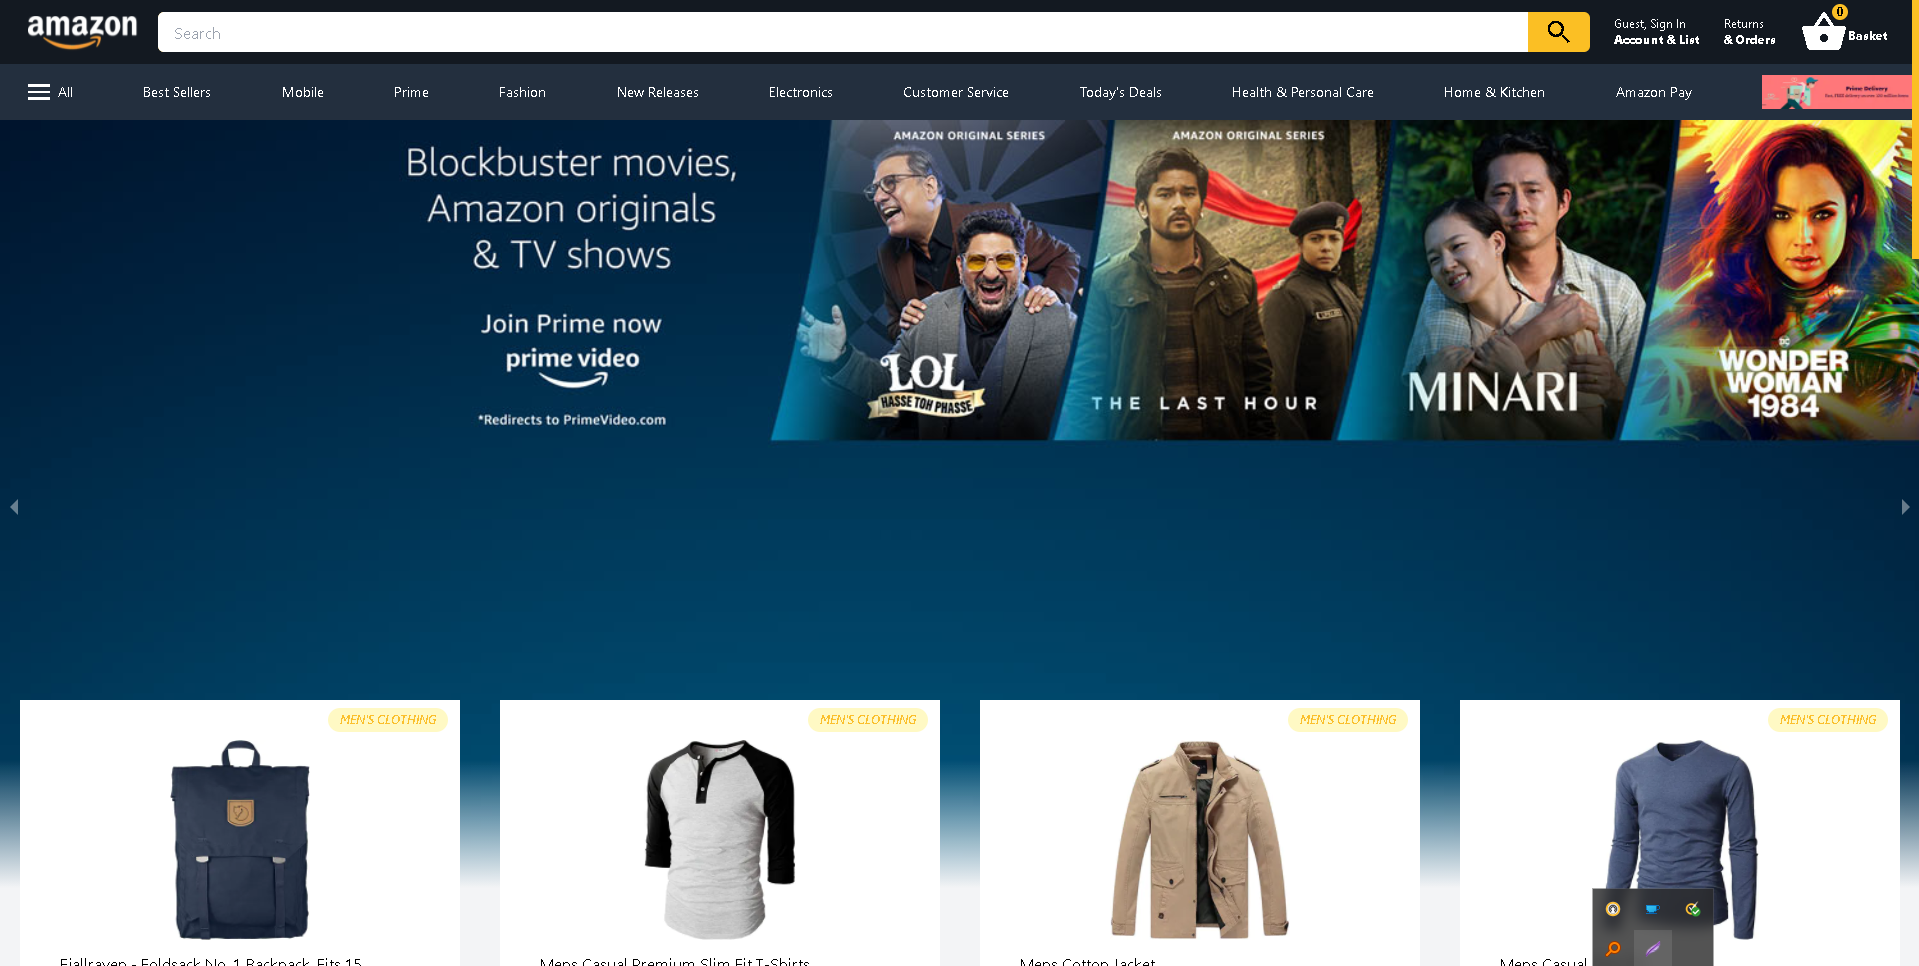 amazon
Search
Guest, Sign In
Account & List
Returns
& Orders
0
Basket
All
Best Sellers
Mobile
Prime
Fashion
New Releases
Electronics
Customer Service
Today's Deals
Health & Personal Care
Home & Kitchen
Amazon Pay
Prime Delivery
Blockbuster movies,
Amazon originals
& TV shows
Join Prime now
prime video
*Redirects to PrimeVideo.com
AMAZON ORIGINAL SERIES
LOL
HASSE TOH PHASSE
AMAZON ORIGINAL SERIES
THE LAST HOUR
MINARI
DC
WONDER
WOMAN
1984
MEN'S CLOTHING
MEN'S CLOTHING
MEN'S CLOTHING
MEN'S CLOTHING
Fjallraven - Foldsack No. 1 Backpack, Fits 15
Mens Casual Premium Slim Fit T-Shirts
Mens Cotton Jacket
Mens Casual